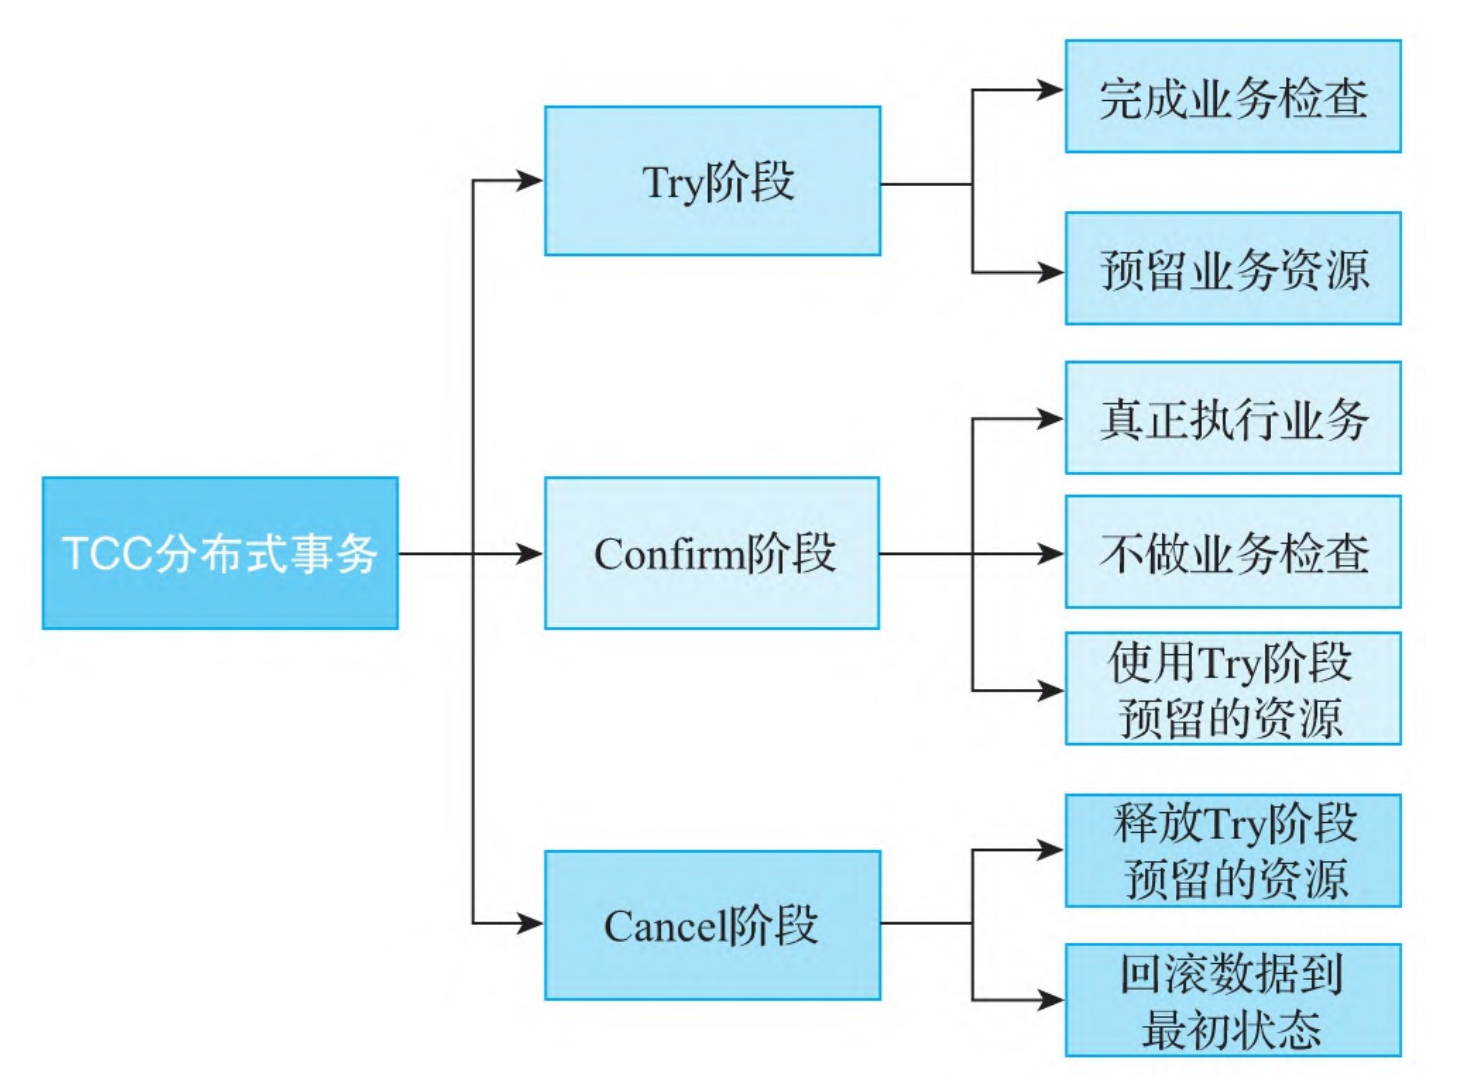 TCC分布式事务
Try阶段
完成业务检查
预留业务资源
Confirm阶段
真正执行业务
不做业务检查
使用Try阶段
预留的资源
Cancel阶段
释放Try阶段
预留的资源
回滚数据到
最初状态